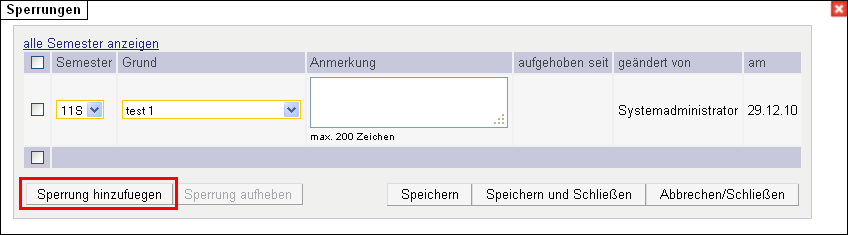 Sperrungen
alle Semester anzeigen
Semester Grund Anmerkung aufgehoben seit geändert von am
11S test 1 Systemadministrator 29.12.10
max. 200 Zeichen
Sperrung hinzufuegen Sperrung aufheben Speichern Speichern und Schließen Abbrechen/Schließen